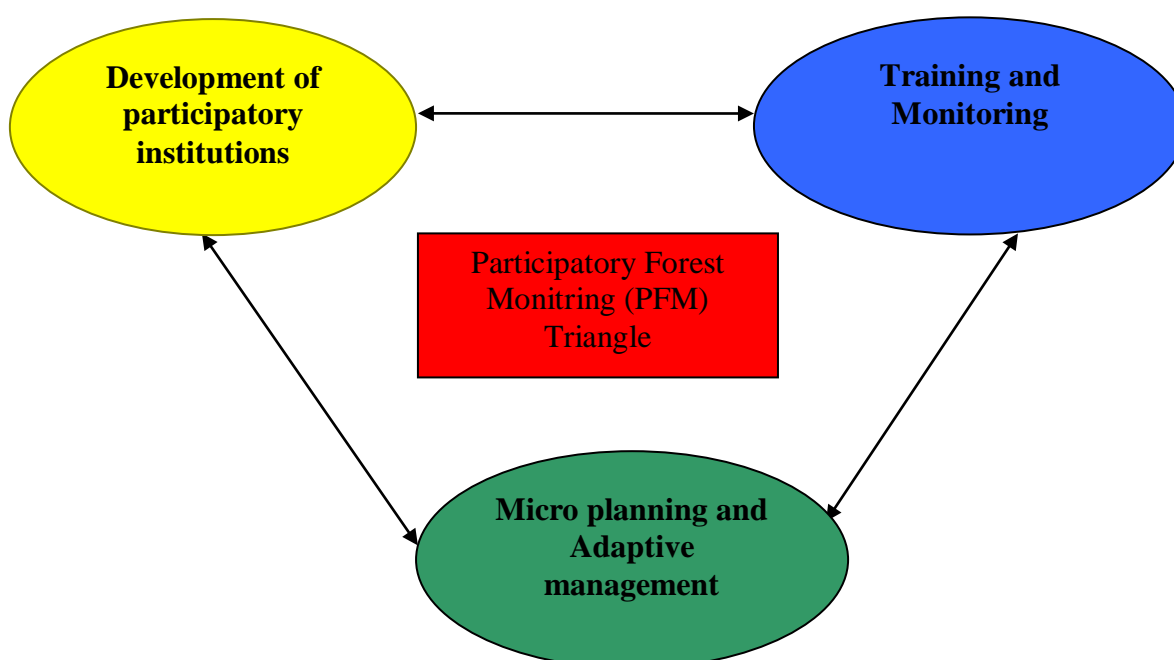 Development of
participatory
institutions
Training and
Monitoring
Participatory Forest
Monitring (PFM)
Triangle
Micro planning and
Adaptive
management